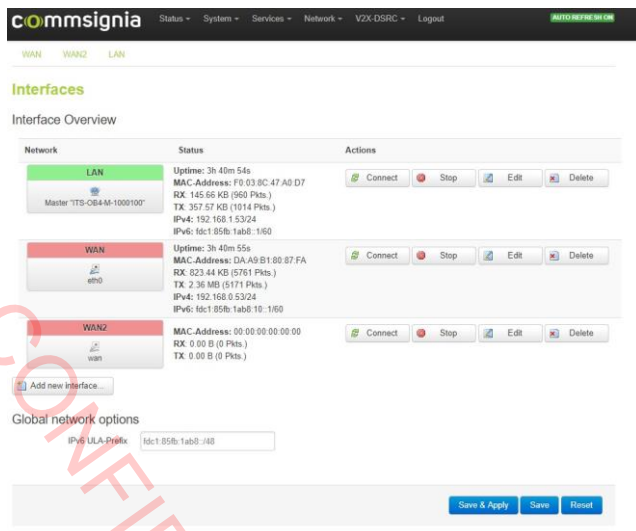 commsignia Status System Services Network V2X-DSRC Logout AUTO REFRESH ON
WAN WAN2 LAN
Interfaces
Interface Overview
Network Status Actions
LAN
Master "ITS-OB4-M-1000100"
Uptime: 3h 40m 54s
MAC-Address: F0:03:8C:47:A0:D7
RX: 145.66 KB (960 Pkts.)
TX: 357.57 KB (1014 Pkts.)
IPv4: 192.168.1.53/24
IPv6: fdc1:85fb:1ab8::1/60
Connect Stop Edit Delete
WAN
eth0
Uptime: 3h 40m 55s
MAC-Address: DA:A9:B1:80:87:FA
RX: 823.44 KB (5761 Pkts.)
TX: 2.36 MB (5171 Pkts.)
IPv4: 192.168.0.53/24
IPv6: fdc1:85fb:1ab8:10::1/60
Connect Stop Edit Delete
WAN2
wan
MAC-Address: 00:00:00:00:00:00
RX: 0.00 B (0 Pkts.)
TX: 0.00 B (0 Pkts.)
Connect Stop Edit Delete
Add new interface...
Global network options
IPv6 ULA-Prefix fdc1:85fb:1ab8::/48
Save & Apply Save Reset
CONFI